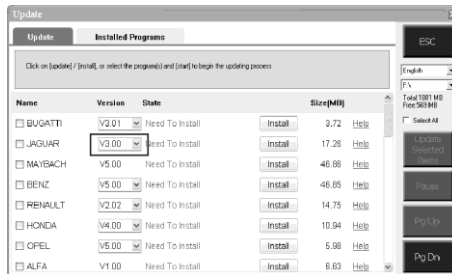 Update
Update Installed Programs
ESC
Click on [update] / [install], or select the program(s) and [start] to begin the updating process
English
F:\
Total:1981 MB
Free:563 MB
Name Version State Size(MB)
Select All
BUGATTI V3.01 Need To Install Install 3.72 Help
JAGUAR V3.00 Need To Install Install 17.26 Help
Update
Selected
Items
MAYBACH V5.00 Need To Install Install 46.86 Help
BENZ V5.00 Need To Install Install 46.85 Help
Pause
RENAULT V2.02 Need To Install Install 14.75 Help
HONDA V4.00 Need To Install Install 10.94 Help
Pg Up
OPEL V5.00 Need To Install Install 5.98 Help
Pg Dn
ALFA V1.00 Need To Install Install 6.63 Help